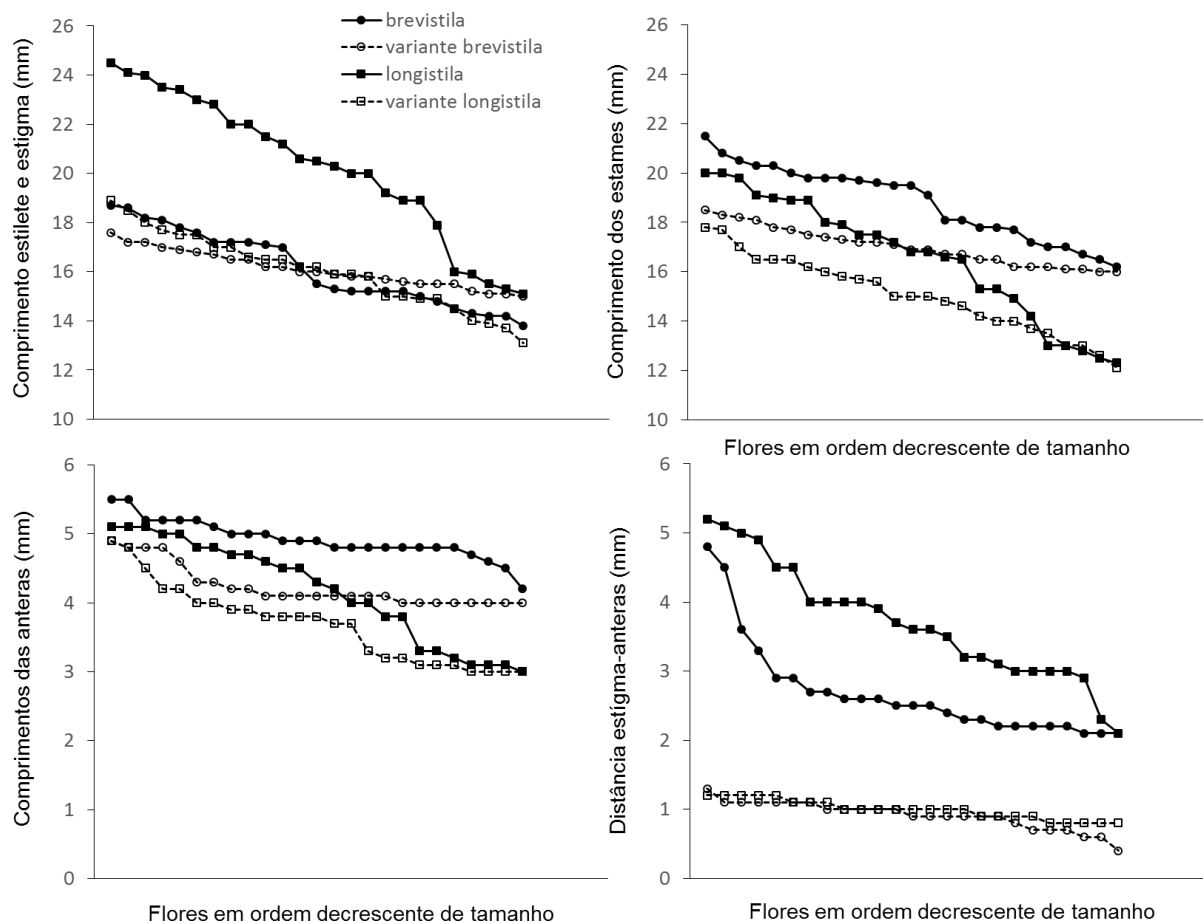 Comprimento estilete e estigma (mm)
26
24
22
20
18
16
14
12
10
brevistila
variante brevistila
longistila
variante longistila
Comprimento dos estames (mm)
26
24
22
20
18
16
14
12
10
Flores em ordem decrescente de tamanho
Comprimentos das anteras (mm)
6
5
4
3
2
1
0
Flores em ordem decrescente de tamanho
Distância estígma-anteras (mm)
6
5
4
3
2
1
0
Flores em ordem decrescente de tamanho